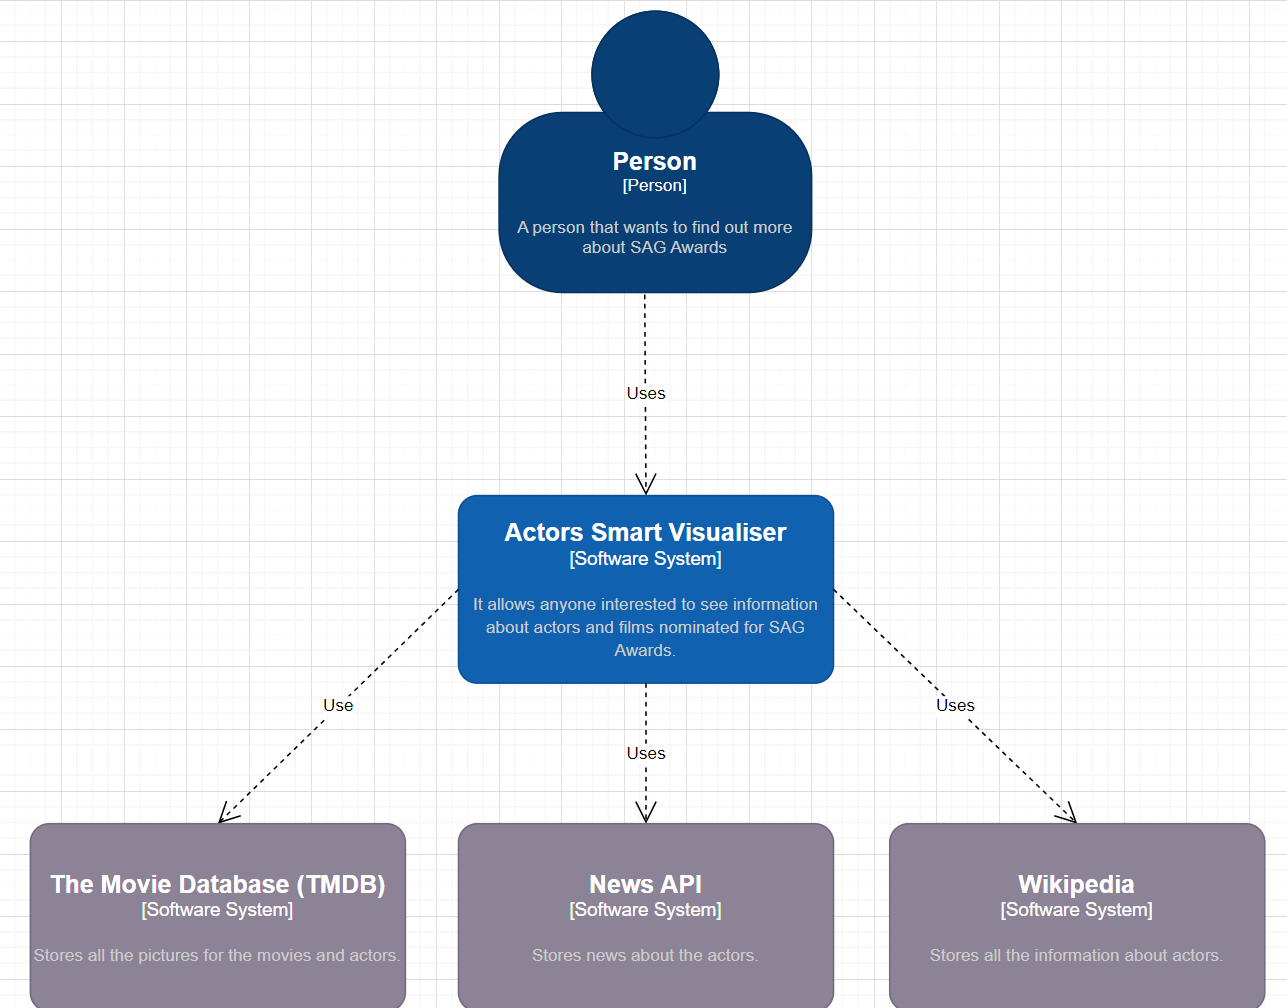 Person
[Person]
A person that wants to find out more
about SAG Awards
Uses
Actors Smart Visualiser
[Software System]
It allows anyone interested to see information
about actors and films nominated for SAG
Awards.
Use
Uses
Uses
The Movie Database (TMDB)
[Software System]
Stores all the pictures for the movies and actors.
News API
[Software System]
Stores news about the actors.
Wikipedia
[Software System]
Stores all the information about actors.